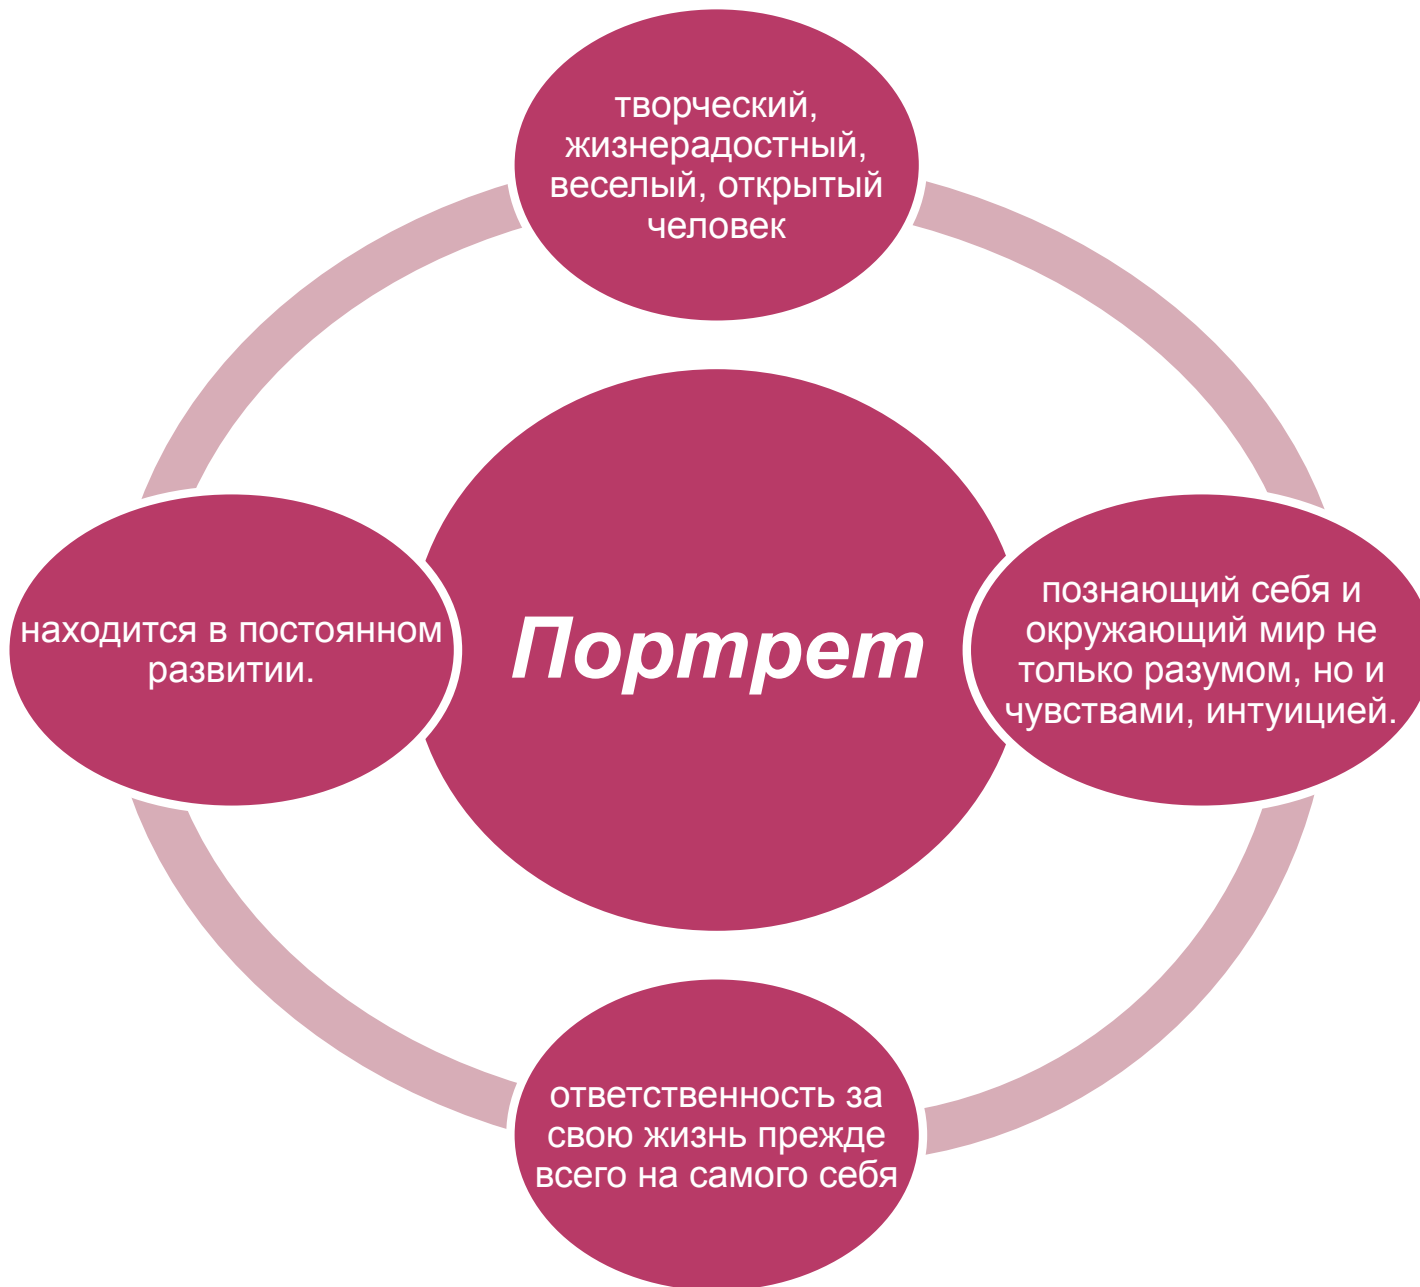 творческий,
жизнерадостный,
веселый, открытый
человек
познающий себя и
окружающий мир не
только разумом, но и
чувствами, интуицией.
находится в постоянном
развитии.
Портрет
ответственность за
свою жизнь прежде
всего на самого себя